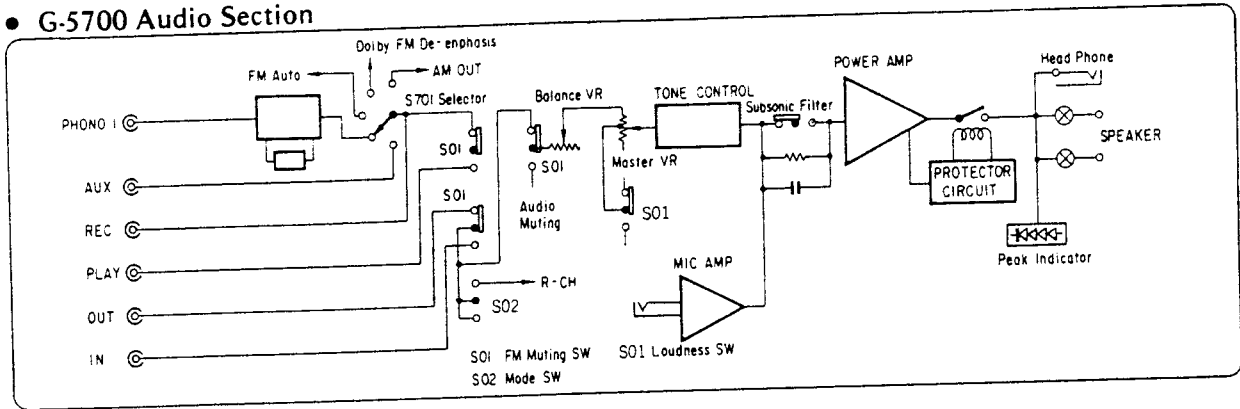 • G-5700 Audio Section
Dolby FM De-enphasis
FM Auto
AM OUT
S701 Selector
Balance VR
TONE CONTROL
Subsonic Filter
POWER AMP
Head Phone
PHONO 1
SPEAKER
S01
S01
Master VR
PROTECTOR
CIRCUIT
AUX
S01
Audio
Muting
S01
REC
Peak Indicator
PLAY
MIC AMP
R-CH
S02
OUT
IN
S01 FM Muting SW
S01 Loudness SW
S02 Mode SW